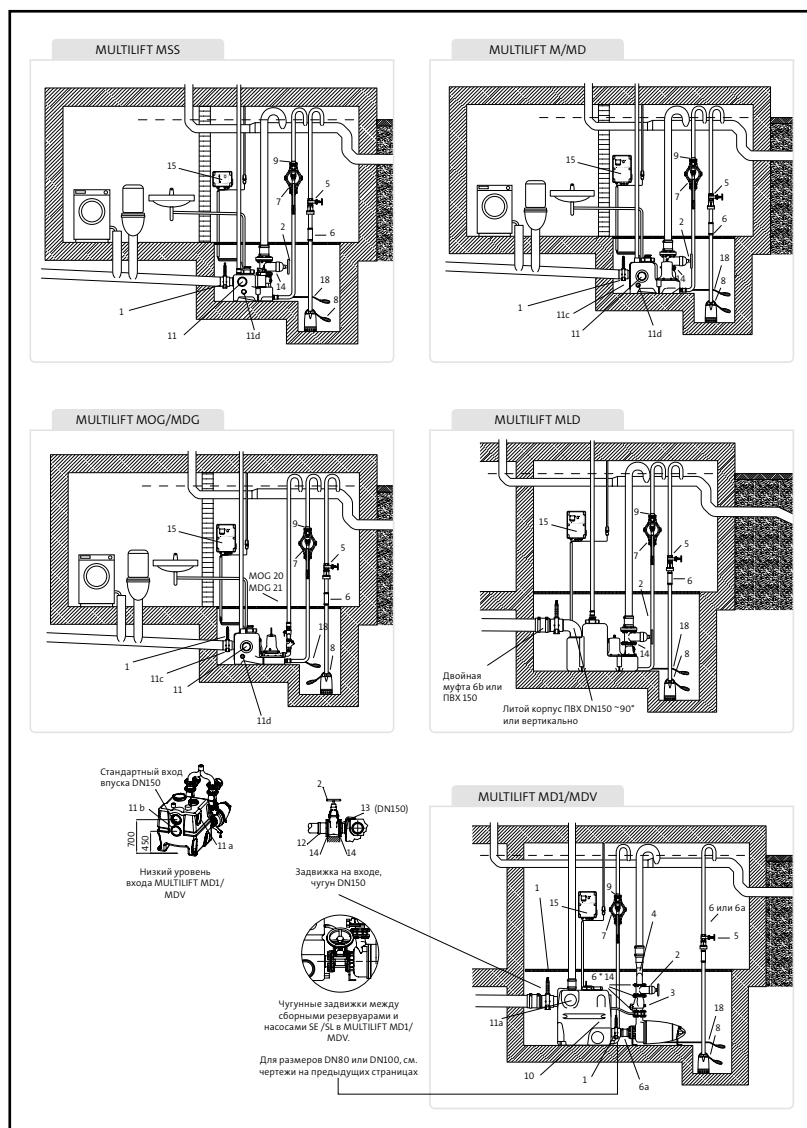 MULTILIFT MSS
15
9
7
5
2
6
14
18
8
1
11
11d
MULTILIFT M/MD
15
9
7
5
2
6
14
18
8
1
11c
11
11d
MULTILIFT MOG/MDG
15
9
7
5
MOG 20
MDG 21
6
18
8
1
11c
11
11d
MULTILIFT MLD
15
9
7
5
2
6
14
18
8
Двойная
муфта 6b или
ПВХ 150
Литой корпус ПВХ DN150 ~90°
или вертикально
Стандартный вход
впуска DN150
11 b
700
450
11 a
Низкий уровень
входа MULTILIFT MD1/
MDV
2
13 (DN150)
12
14
14
Задвижка на входе,
чугун DN150
Чугунные задвижки между
сборными резервуарами и
насосами SE /SL в MULTILIFT MD1/
MDV.
Для размеров DN80 или DN100, см.
чертежи на предыдущих страницах
MULTILIFT MD1/MDV
1
15
9
7
4
6 или 6a
5
6 * 14
2
3
11a
18
8
10
1
6a